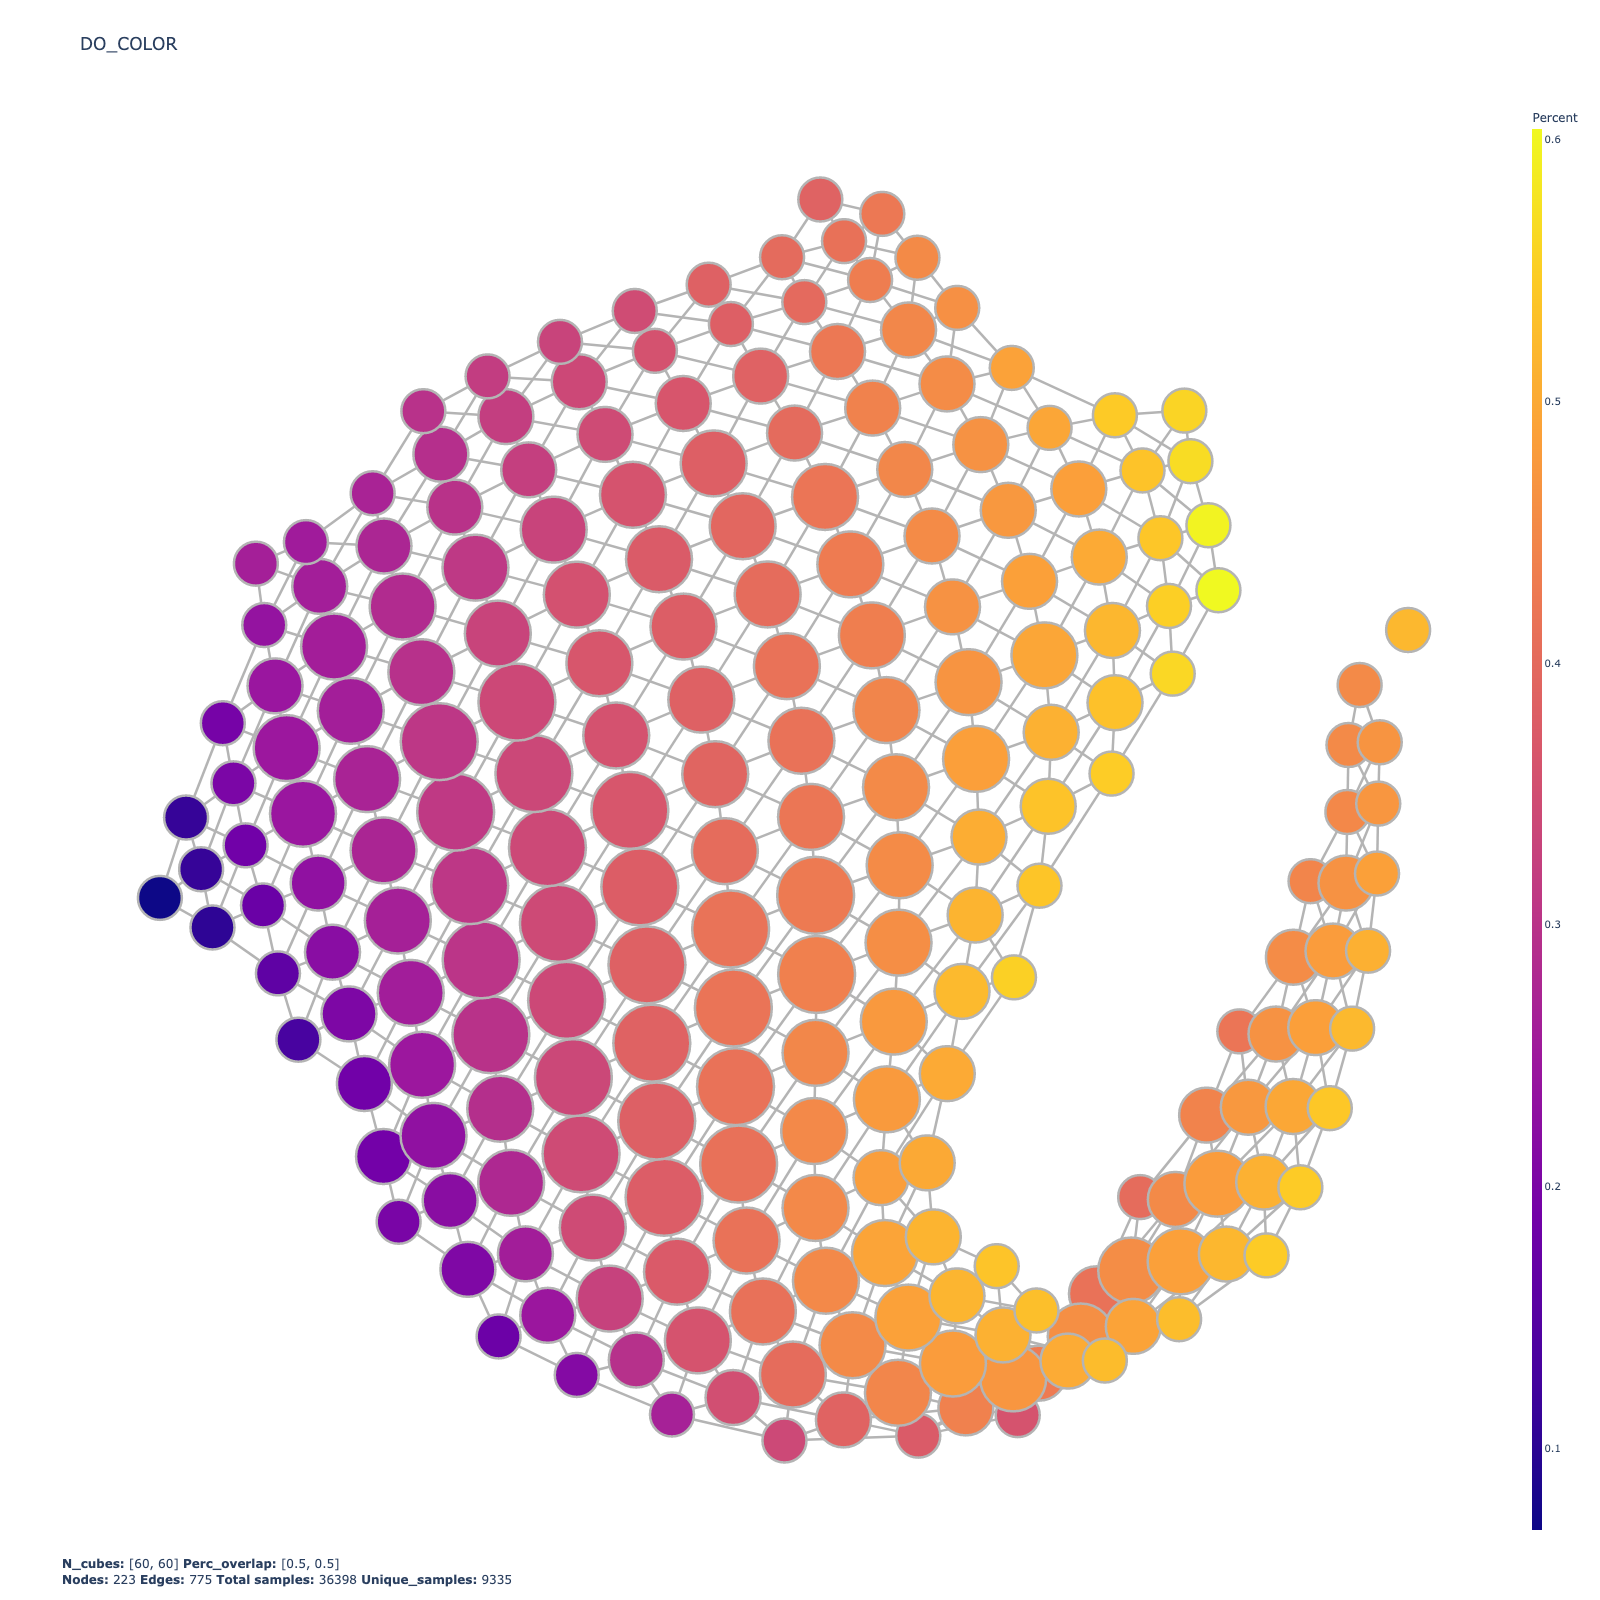 DO_COLOR
Percent
0.6
0.5
0.4
0.3
0.2
0.1
N_cubes: [60, 60] Perc_overlap: [0.5, 0.5]
Nodes: 223 Edges: 775 Total samples: 36398 Unique_samples: 9335